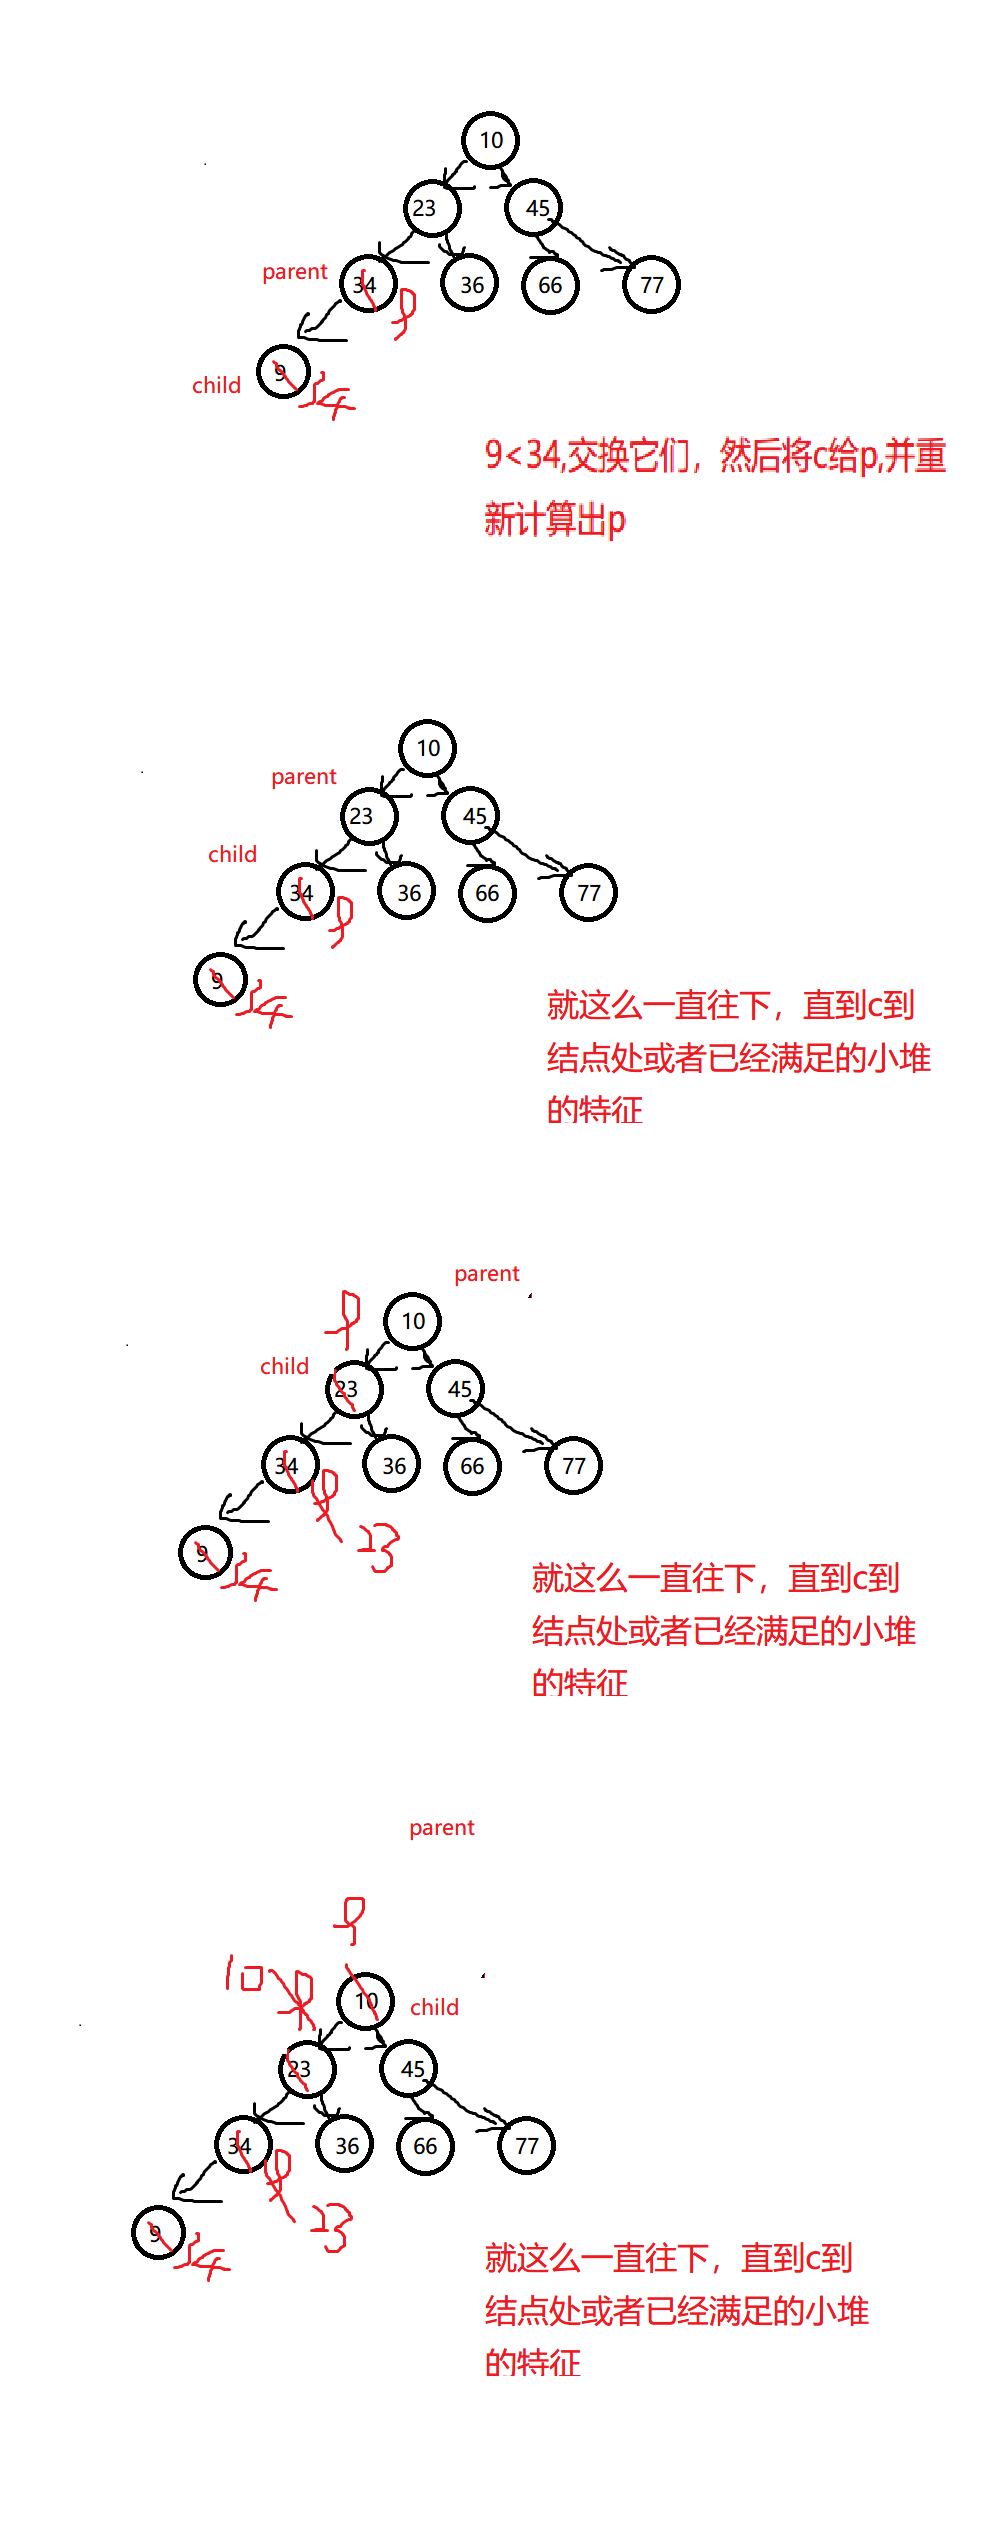 10
23 45
parent 34 36 66 77
9
child 9 34
9<34,交换它们，然后将c给p,并重
新计算出p
10
parent
23 45
child
34 36 66 77
9
9 34
就这么一直往下，直到c到
结点处或者已经满足的小堆
的特征
parent
9 10
child 23 45
34 36 66 77
9 23
9 34
就这么一直往下，直到c到
结点处或者已经满足的小堆
的特征
parent
9
10 9 10 child
23 45
34 36 66 77
9 23
9 34
就这么一直往下，直到c到
结点处或者已经满足的小堆
的特征